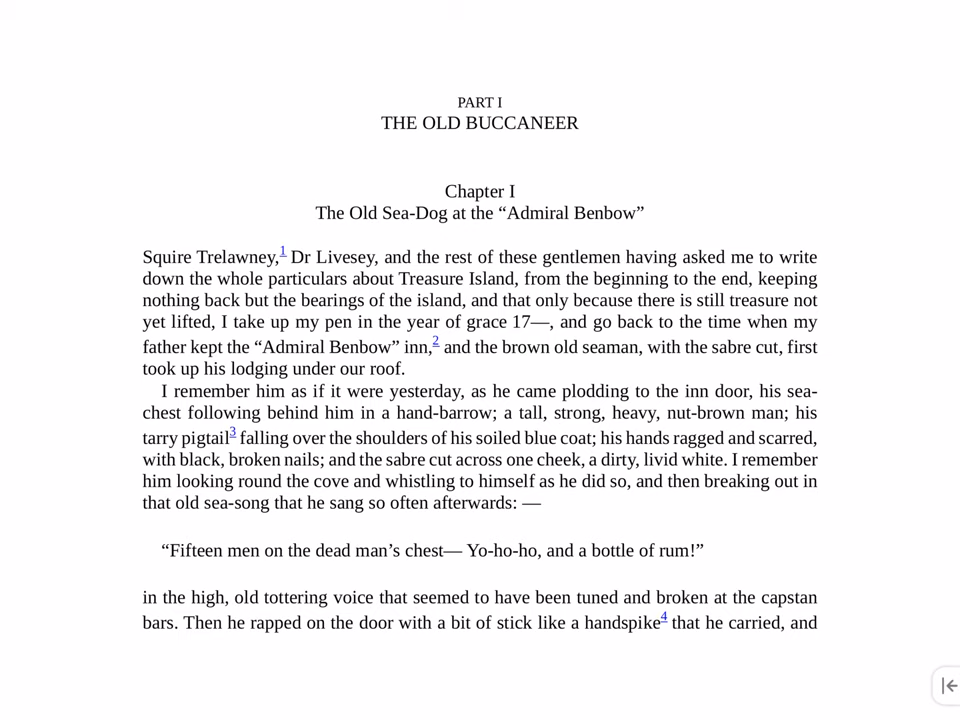 PART I
THE OLD BUCCANEER
Chapter I
The Old Sea-Dog at the “Admiral Benbow”
Squire Trelawney,1 Dr Livesey, and the rest of these gentlemen having asked me to write
down the whole particulars about Treasure Island, from the beginning to the end, keeping
nothing back but the bearings of the island, and that only because there is still treasure not
yet lifted, I take up my pen in the year of grace 17—, and go back to the time when my
father kept the “Admiral Benbow” inn,2 and the brown old seaman, with the sabre cut, first
took up his lodging under our roof.
I remember him as if it were yesterday, as he came plodding to the inn door, his sea-
chest following behind him in a hand-barrow; a tall, strong, heavy, nut-brown man; his
tarry pigtail3 falling over the shoulders of his soiled blue coat; his hands ragged and scarred,
with black, broken nails; and the sabre cut across one cheek, a dirty, livid white. I remember
him looking round the cove and whistling to himself as he did so, and then breaking out in
that old sea-song that he sang so often afterwards: —
“Fifteen men on the dead man’s chest— Yo-ho-ho, and a bottle of rum!”
in the high, old tottering voice that seemed to have been tuned and broken at the capstan
bars. Then he rapped on the door with a bit of stick like a handspike4 that he carried, and